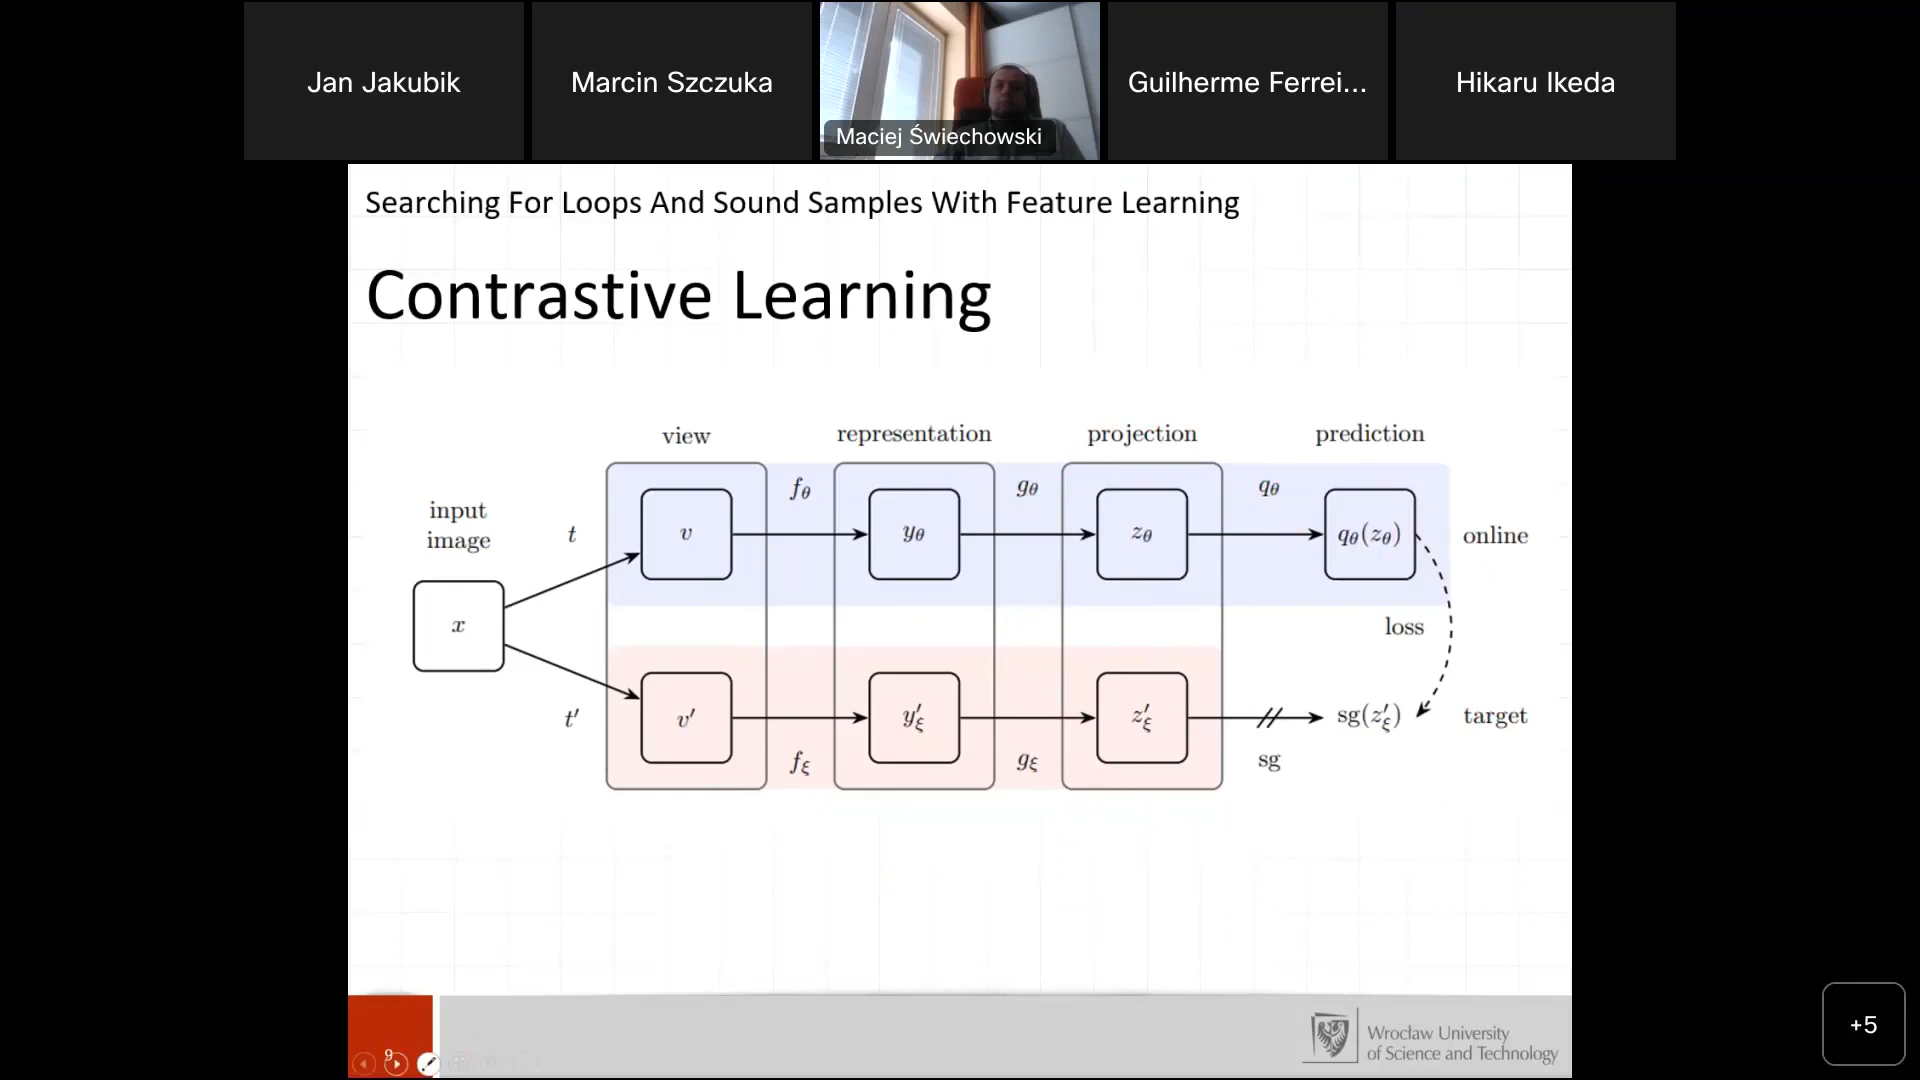 Jan Jakubik
Marcin Szczuka
Maciej Świechowski
Guilherme Ferrei...
Hikaru Ikeda
Searching For Loops And Sound Samples With Feature Learning
Contrastive Learning
view
representation
projection
prediction
input
image
t
fθ
gθ
qθ
x
v
yθ
zθ
qθ(zθ)
online
loss
t′
v′
y′ξ
z′ξ
sg(z′ξ)
target
fξ
gξ
sg
9
Wrocław University
of Science and Technology
+5